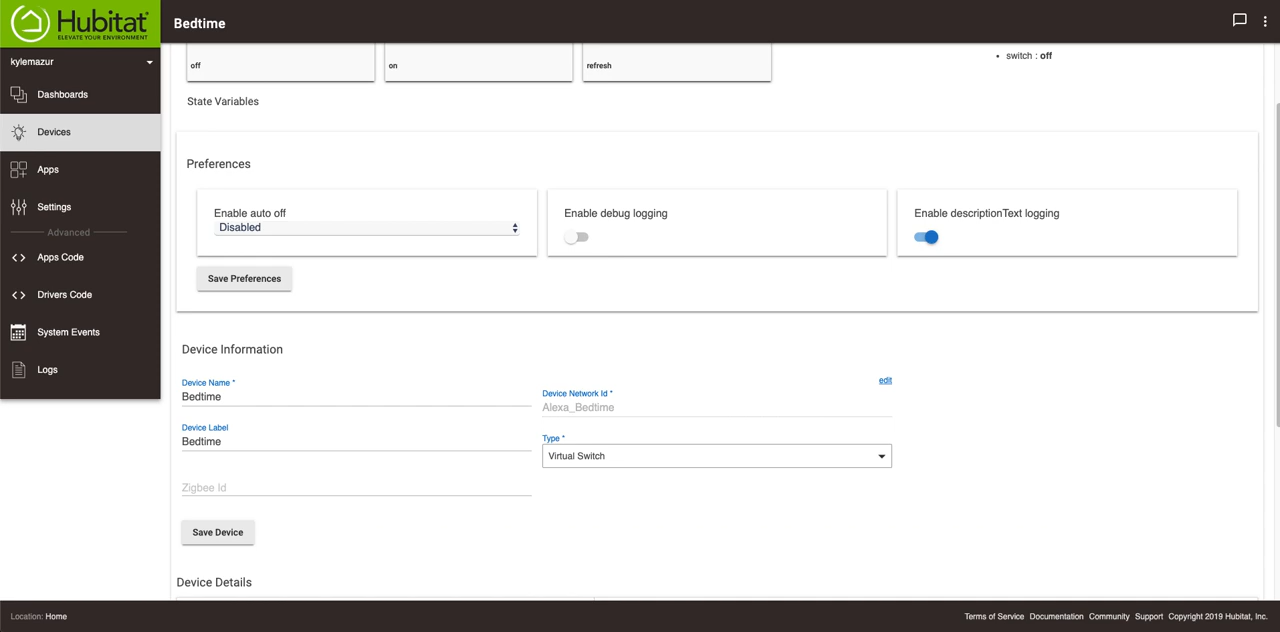 Hubitat
ELEVATE YOUR ENVIRONMENT
Bedtime
kylemazur
Dashboards
Devices
Apps
Settings
Advanced
Apps Code
Drivers Code
System Events
Logs
off
on
refresh
• switch : off
State Variables
Preferences
Enable auto off
Disabled
Enable debug logging
Enable descriptionText logging
Save Preferences
Device Information
edit
Device Name *
Bedtime
Device Network Id *
Alexa_Bedtime
Device Label
Bedtime
Type *
Virtual Switch
Zigbee Id
Save Device
Device Details
Location: Home
Terms of Service Documentation Community Support Copyright 2019 Hubitat, Inc.